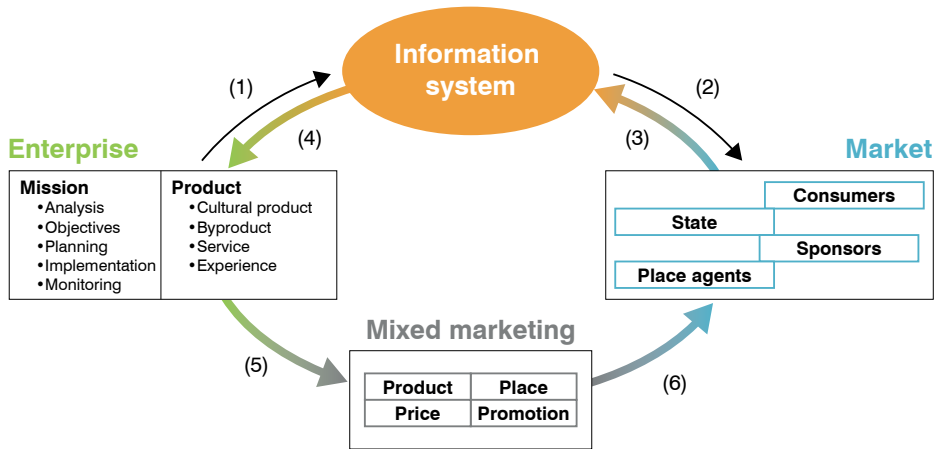 Information
system
(1)
(2)
(4)
(3)
Enterprise
Market
Mission
•Analysis
•Objectives
•Planning
•Implementation
•Monitoring
Product
•Cultural product
•Byproduct
•Service
•Experience
Consumers
State
Sponsors
Place agents
Mixed marketing
(5)
(6)
Product
Place
Price
Promotion